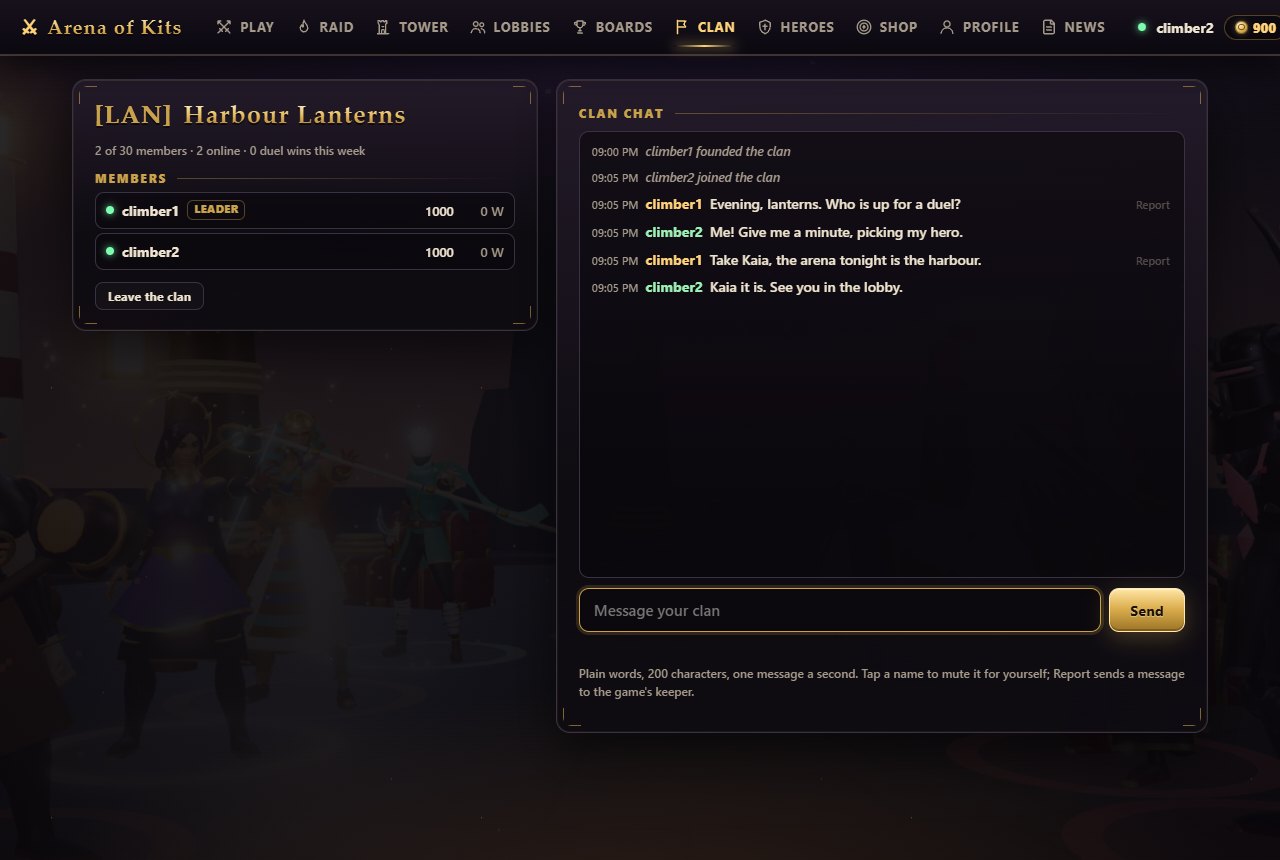 Arena of Kits PLAY RAID TOWER LOBBIES BOARDS CLAN HEROES SHOP PROFILE NEWS climber2 900
[LAN] Harbour Lanterns
2 of 30 members · 2 online · 0 duel wins this week
MEMBERS
climber1 LEADER 1000 0 W
climber2 1000 0 W
Leave the clan
CLAN CHAT
09:00 PM climber1 founded the clan
09:05 PM climber2 joined the clan
09:05 PM climber1 Evening, lanterns. Who is up for a duel? Report
09:05 PM climber2 Me! Give me a minute, picking my hero.
09:05 PM climber1 Take Kaia, the arena tonight is the harbour. Report
09:05 PM climber2 Kaia it is. See you in the lobby.
Message your clan Send
Plain words, 200 characters, one message a second. Tap a name to mute it for yourself; Report sends a message
to the game's keeper.